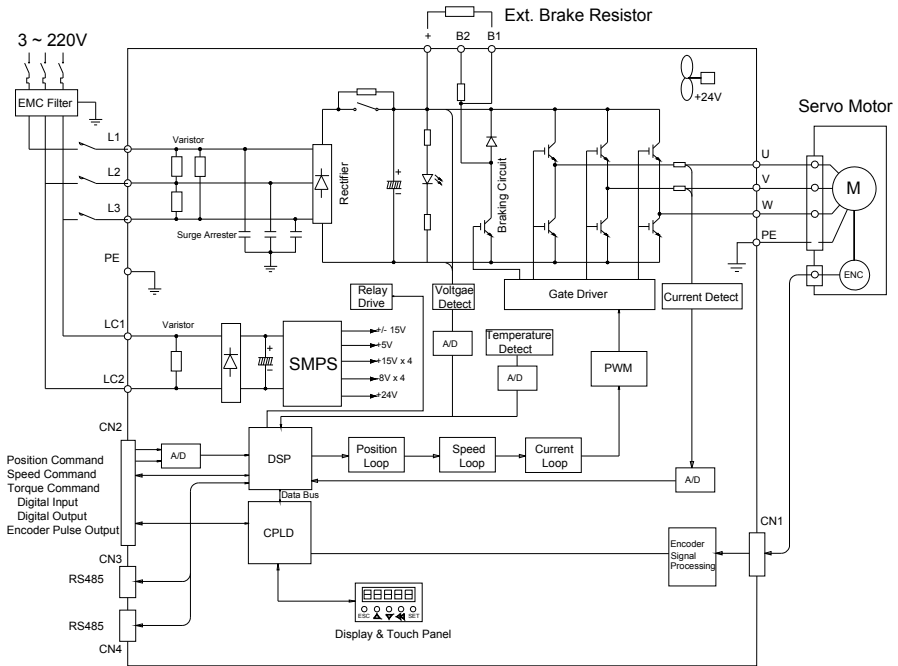 Ext. Brake Resistor
3 ~ 220V
+
B2
B1
EMC Filter
+24V
Servo Motor
L1
Varistor
L2
L3
Rectifier
+
−
Braking Circuit
Surge Arrester
U
V
W
PE
M
ENC
PE
Relay
Drive
Voltgae
Detect
Gate Driver
Current Detect
LC1
Varistor
+
−
SMPS
+/- 15V
+5V
+15V x 4
-8V x 4
+24V
A/D
Temperature
Detect
A/D
PWM
LC2
CN2
Position Command
Speed Command
Torque Command
Digital Input
Digital Output
Encoder Pulse Output
A/D
DSP
Position
Loop
Speed
Loop
Current
Loop
A/D
Data Bus
CPLD
Encoder
Signal
Processing
CN1
CN3
RS485
RS485
CN4
ESC
SET
Display & Touch Panel